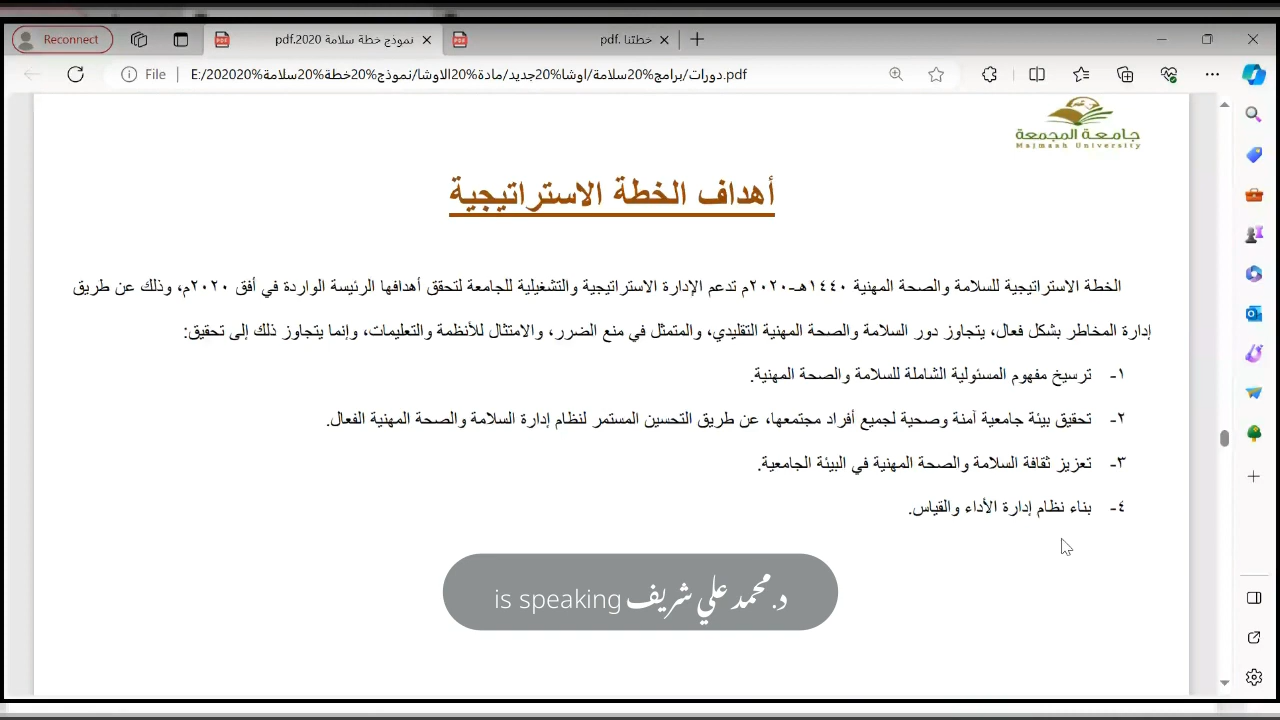 Reconnect
نموذج خطة سلامة 2020.pdf
خطتنا .pdf
File
E:/دورات/برامج%20سلامة/اوشا%20جديد/مادة%20الاوشا/نموذج%20خطة%20سلامة%202020.pdf
جامعة المجمعة
Majmaah University
أهداف الخطة الاستراتيجية
الخطة الاستراتيجية للسلامة والصحة المهنية ١٤٤٠هـ-٢٠٢٠م تدعم الإدارة الاستراتيجية والتشغيلية للجامعة لتحقق أهدافها الرئيسة الواردة في أفق ٢٠٢٠م، وذلك عن طريق
إدارة المخاطر بشكل فعال، يتجاوز دور السلامة والصحة المهنية التقليدي، والمتمثل في منع الضرر، والامتثال للأنظمة والتعليمات، وإنما يتجاوز ذلك إلى تحقيق:
١- ترسيخ مفهوم المسئولية الشاملة للسلامة والصحة المهنية.
٢- تحقيق بيئة جامعية آمنة وصحية لجميع أفراد مجتمعها، عن طريق التحسين المستمر لنظام إدارة السلامة والصحة المهنية الفعال.
٣- تعزيز ثقافة السلامة والصحة المهنية في البيئة الجامعية.
٤- بناء نظام إدارة الأداء والقياس.
د.محمد علي شريف is speaking